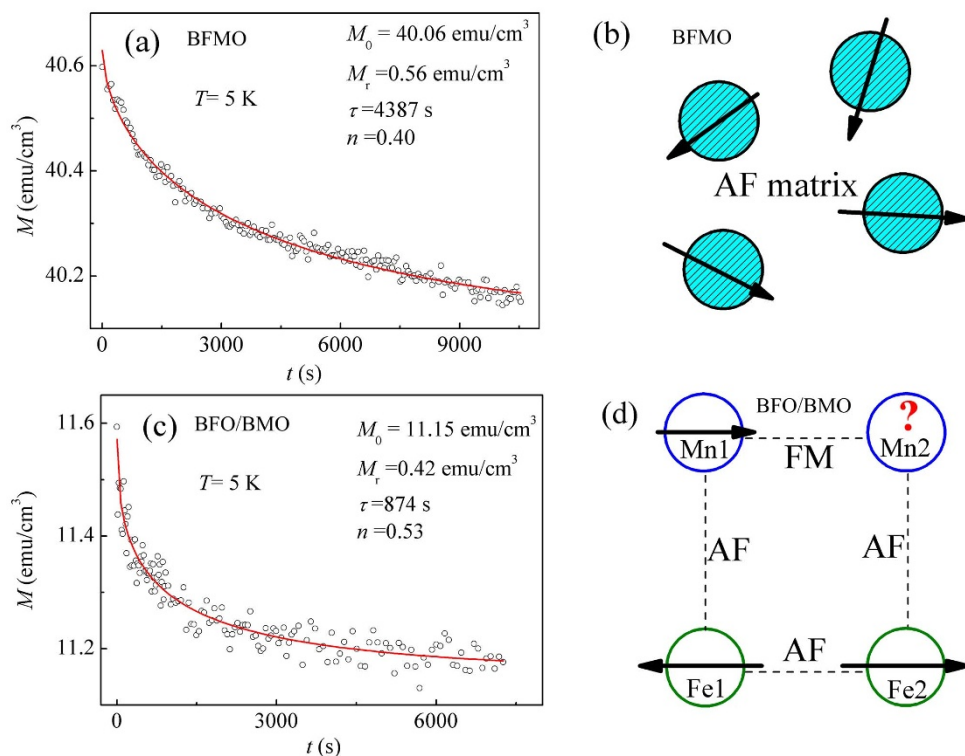 (a)
BFMO
M0 = 40.06 emu/cm3
Mr =0.56 emu/cm3
τ =4387 s
n =0.40
T= 5 K
40.6
40.4
40.2
M (emu/cm3)
0 3000 6000 9000
t (s)
(b)
BFMO
AF matrix
(c)
BFO/BMO
M0 = 11.15 emu/cm3
Mr =0.42 emu/cm3
τ =874 s
n =0.53
T= 5 K
11.6
11.4
11.2
M (emu/cm3)
0 3000 6000
t (s)
(d)
BFO/BMO
?
Mn1
FM
Mn2
AF
AF
AF
Fe1
Fe2